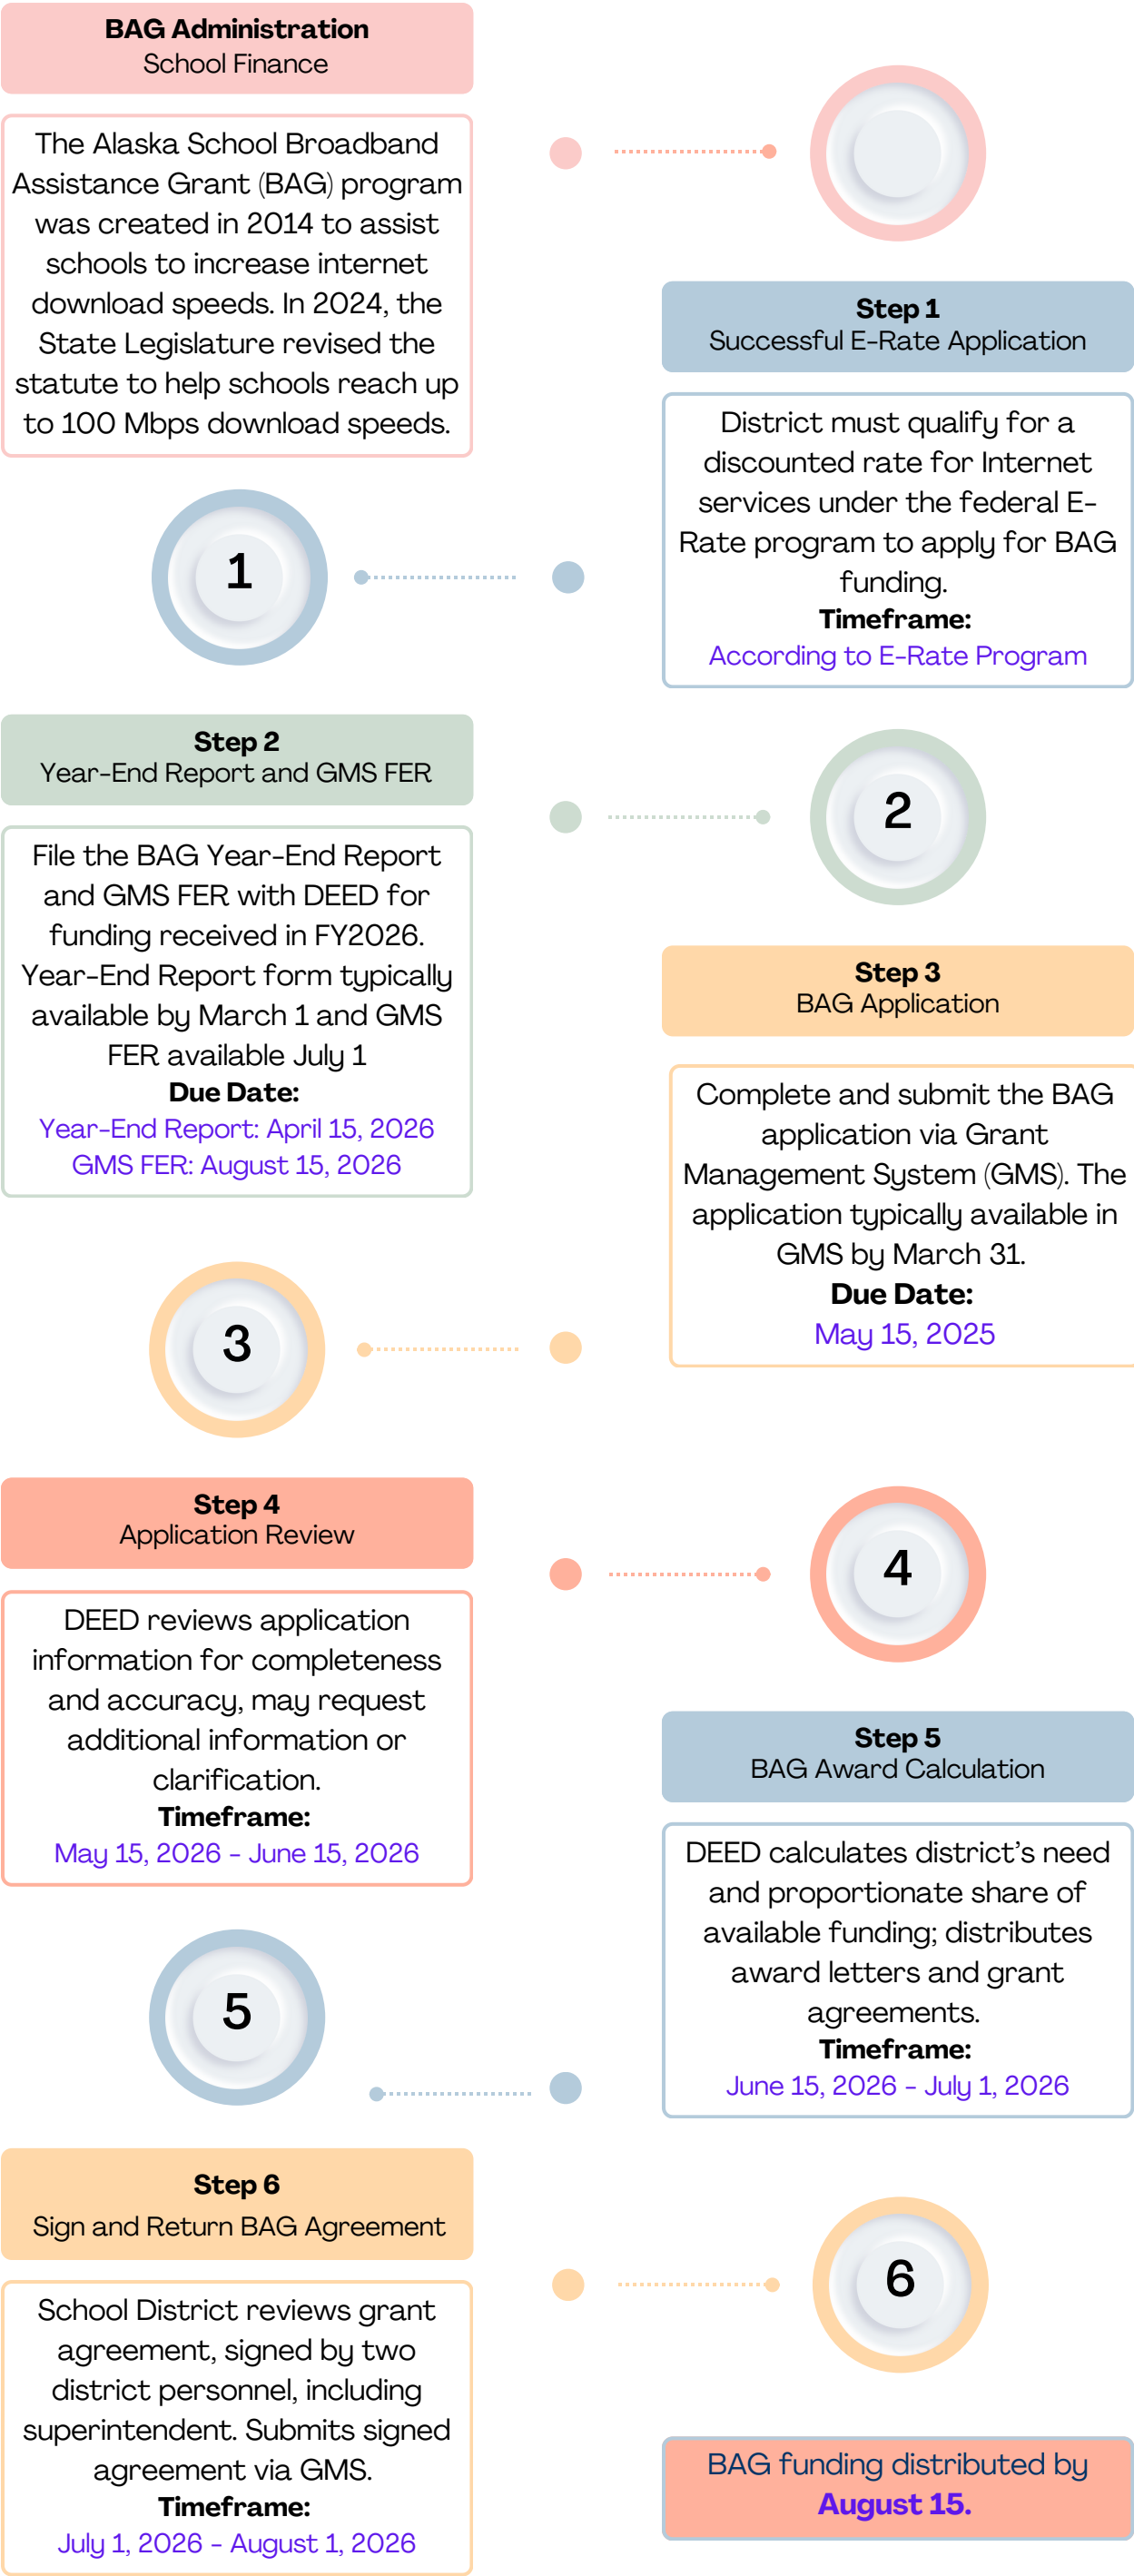 BAG Administration
School Finance
The Alaska School Broadband
Assistance Grant (BAG) program
was created in 2014 to assist
schools to increase internet
download speeds. In 2024, the
State Legislature revised the
statute to help schools reach up
to 100 Mbps download speeds.
1
Step 1
Successful E-Rate Application
District must qualify for a
discounted rate for Internet
services under the federal E-
Rate program to apply for BAG
funding.
Timeframe:
According to E-Rate Program
Step 2
Year-End Report and GMS FER
File the BAG Year-End Report
and GMS FER with DEED for
funding received in FY2026.
Year-End Report form typically
available by March 1 and GMS
FER available July 1
Due Date:
Year-End Report: April 15, 2026
GMS FER: August 15, 2026
2
Step 3
BAG Application
Complete and submit the BAG
application via Grant
Management System (GMS). The
application typically available in
GMS by March 31.
Due Date:
May 15, 2025
3
Step 4
Application Review
DEED reviews application
information for completeness
and accuracy, may request
additional information or
clarification.
Timeframe:
May 15, 2026 - June 15, 2026
4
Step 5
BAG Award Calculation
DEED calculates district’s need
and proportionate share of
available funding; distributes
award letters and grant
agreements.
Timeframe:
June 15, 2026 - July 1, 2026
5
Step 6
Sign and Return BAG Agreement
School District reviews grant
agreement, signed by two
district personnel, including
superintendent. Submits signed
agreement via GMS.
Timeframe:
July 1, 2026 - August 1, 2026
6
BAG funding distributed by
August 15.